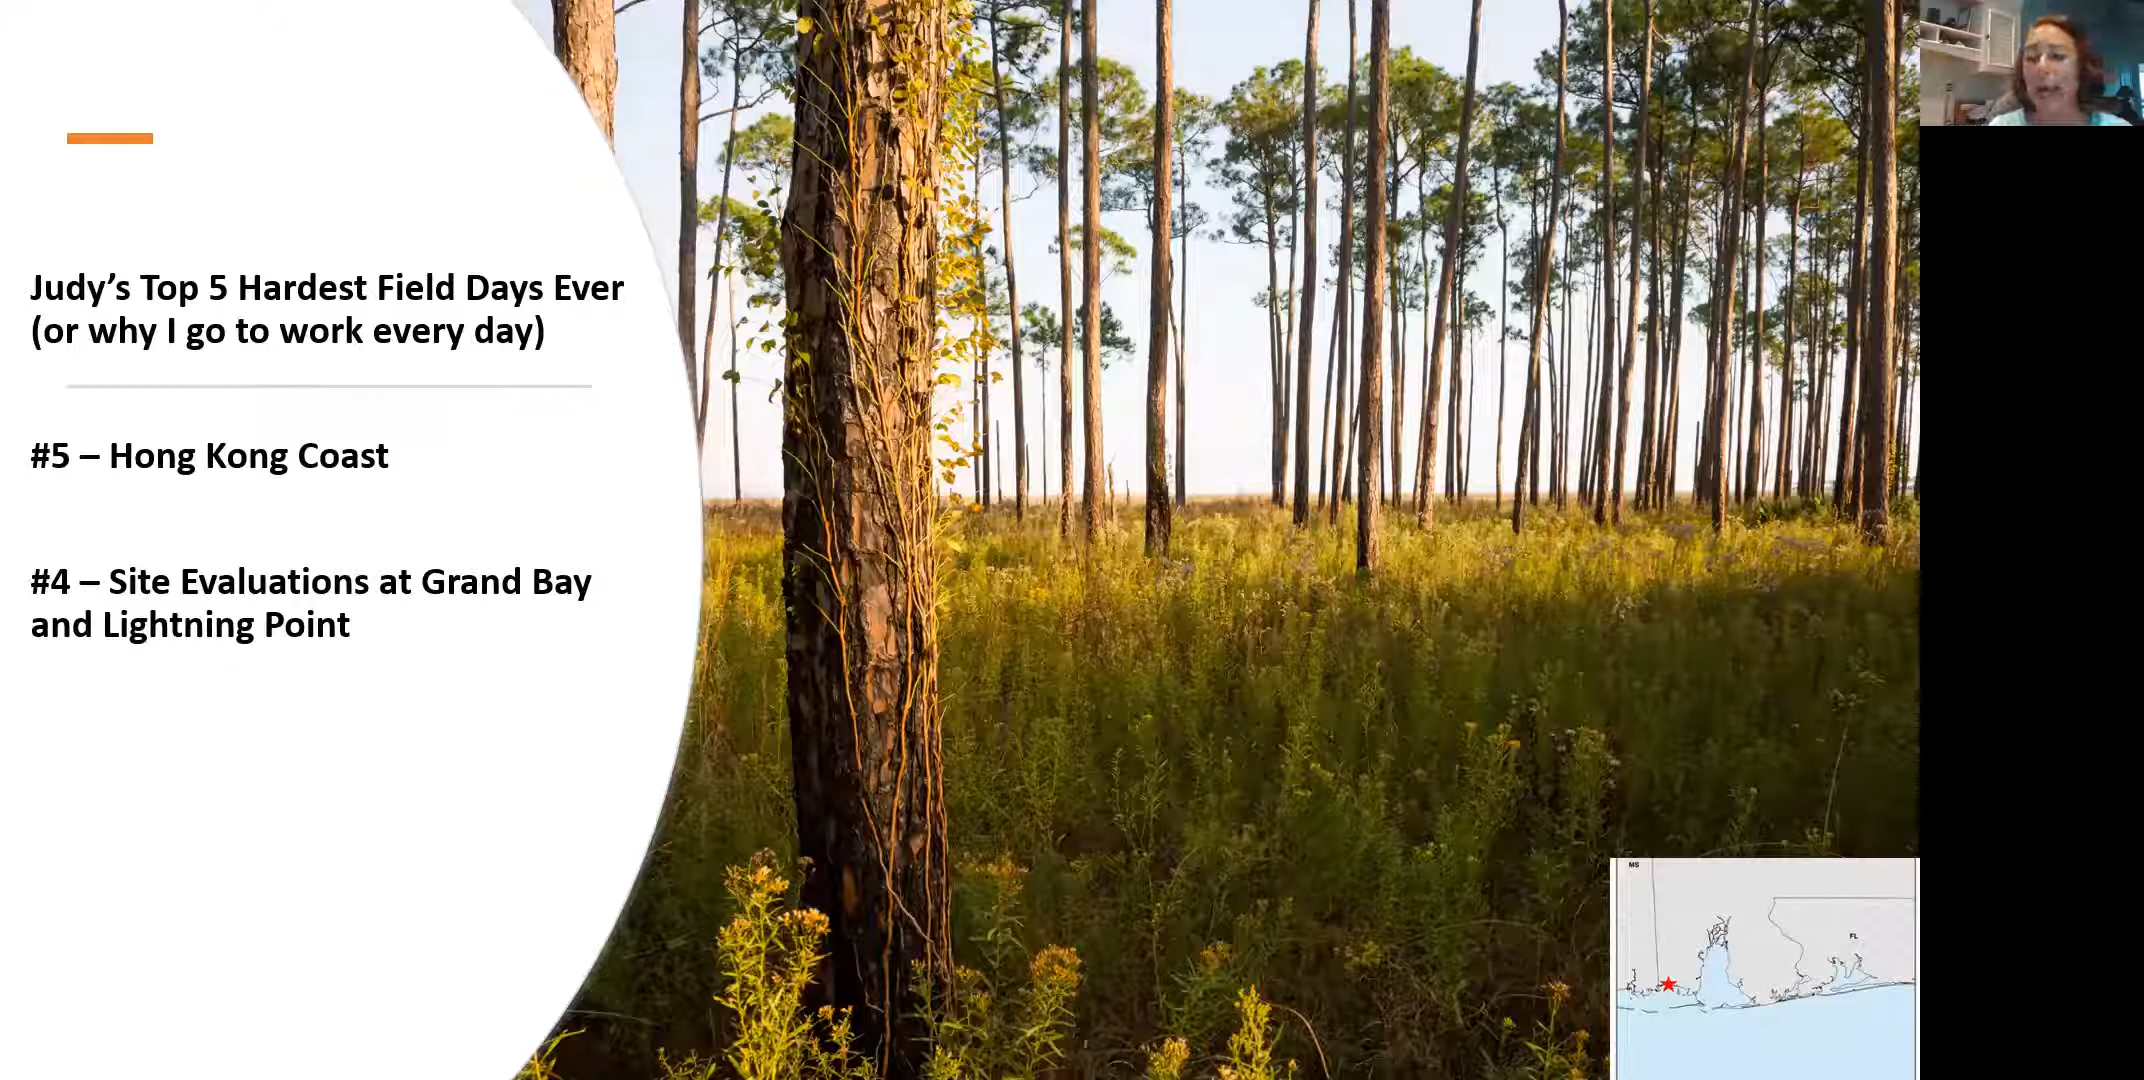 Judy’s Top 5 Hardest Field Days Ever
(or why I go to work every day)
#5 – Hong Kong Coast
#4 – Site Evaluations at Grand Bay
and Lightning Point
MS
FL